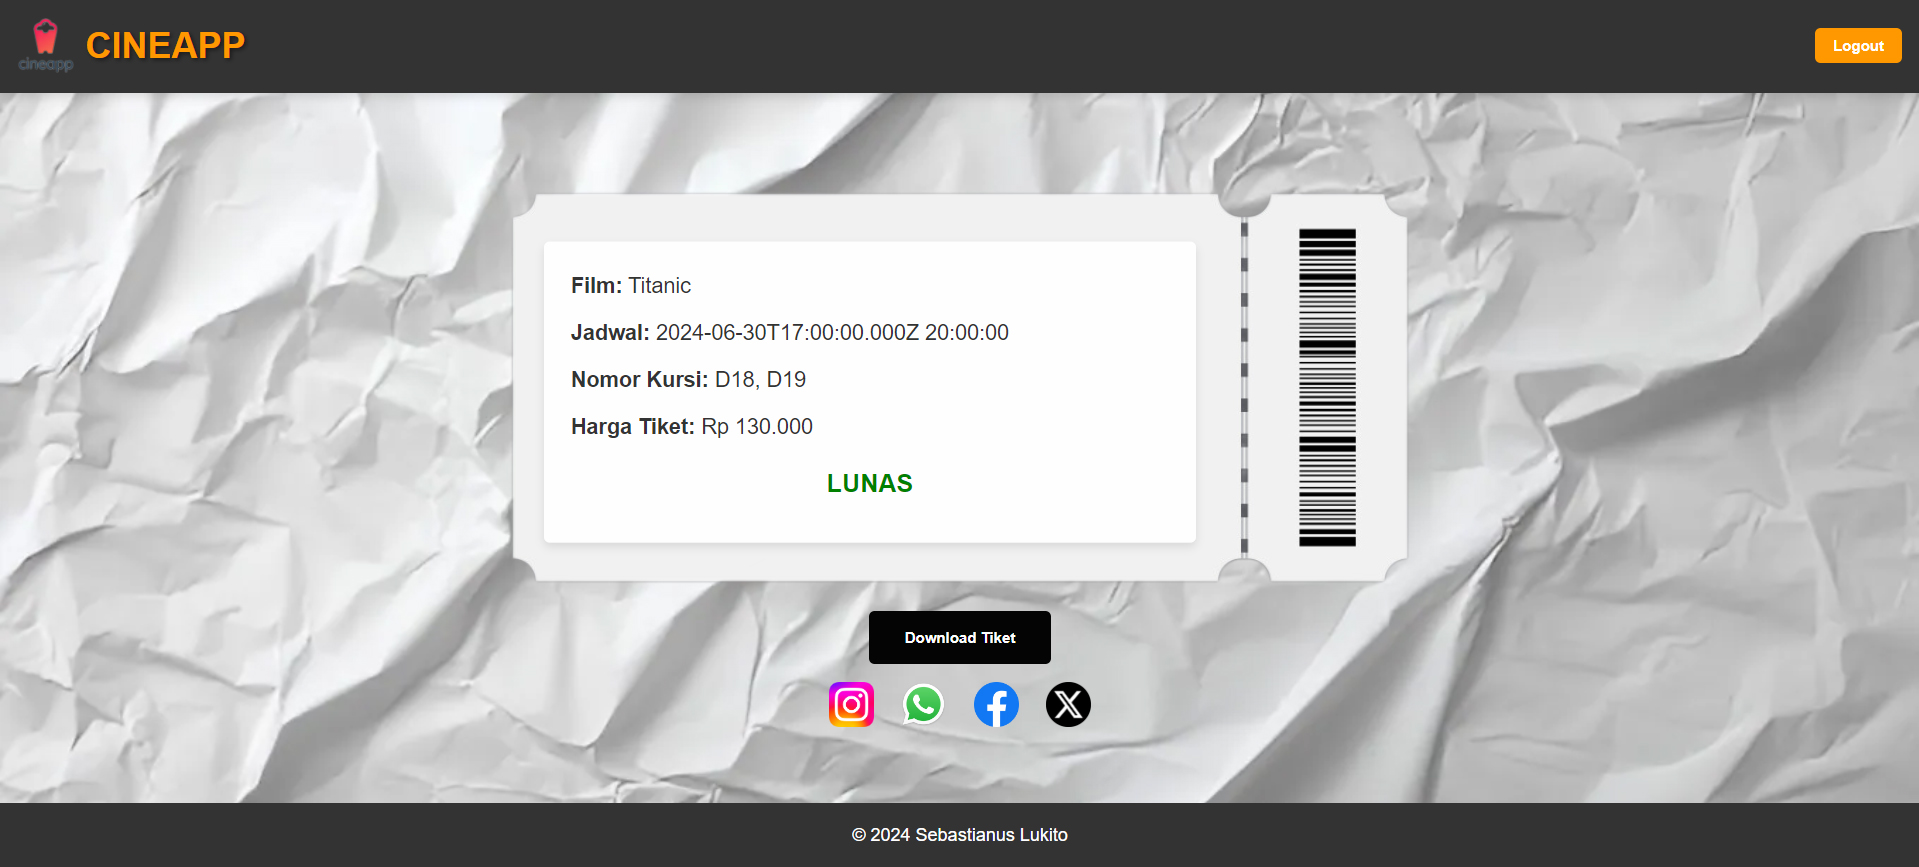 cineapp
CINEAPP
Logout
Film: Titanic
Jadwal: 2024-06-30T17:00:00.000Z 20:00:00
Nomor Kursi: D18, D19
Harga Tiket: Rp 130.000
LUNAS
Download Tiket
© 2024 Sebastianus Lukito